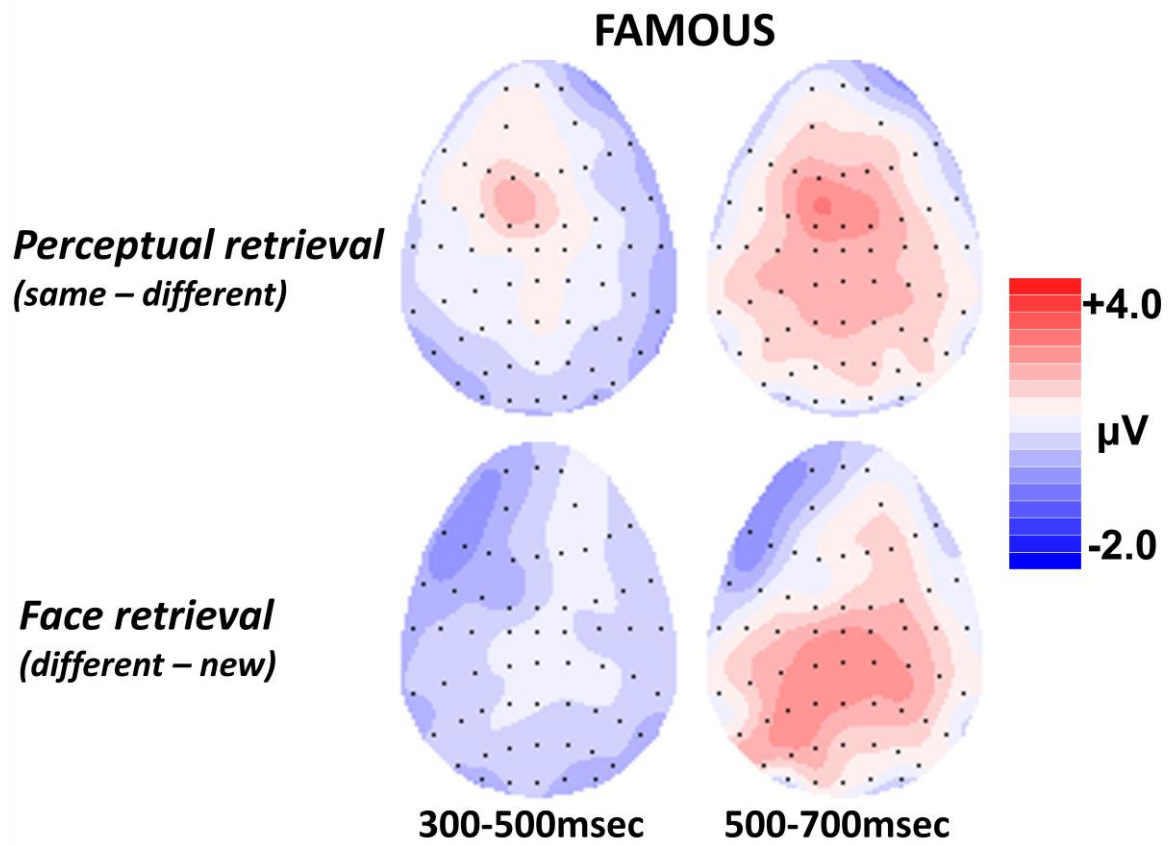 FAMOUS
Perceptual retrieval
(same – different)
+4.0
µV
-2.0
Face retrieval
(different – new)
300-500msec
500-700msec